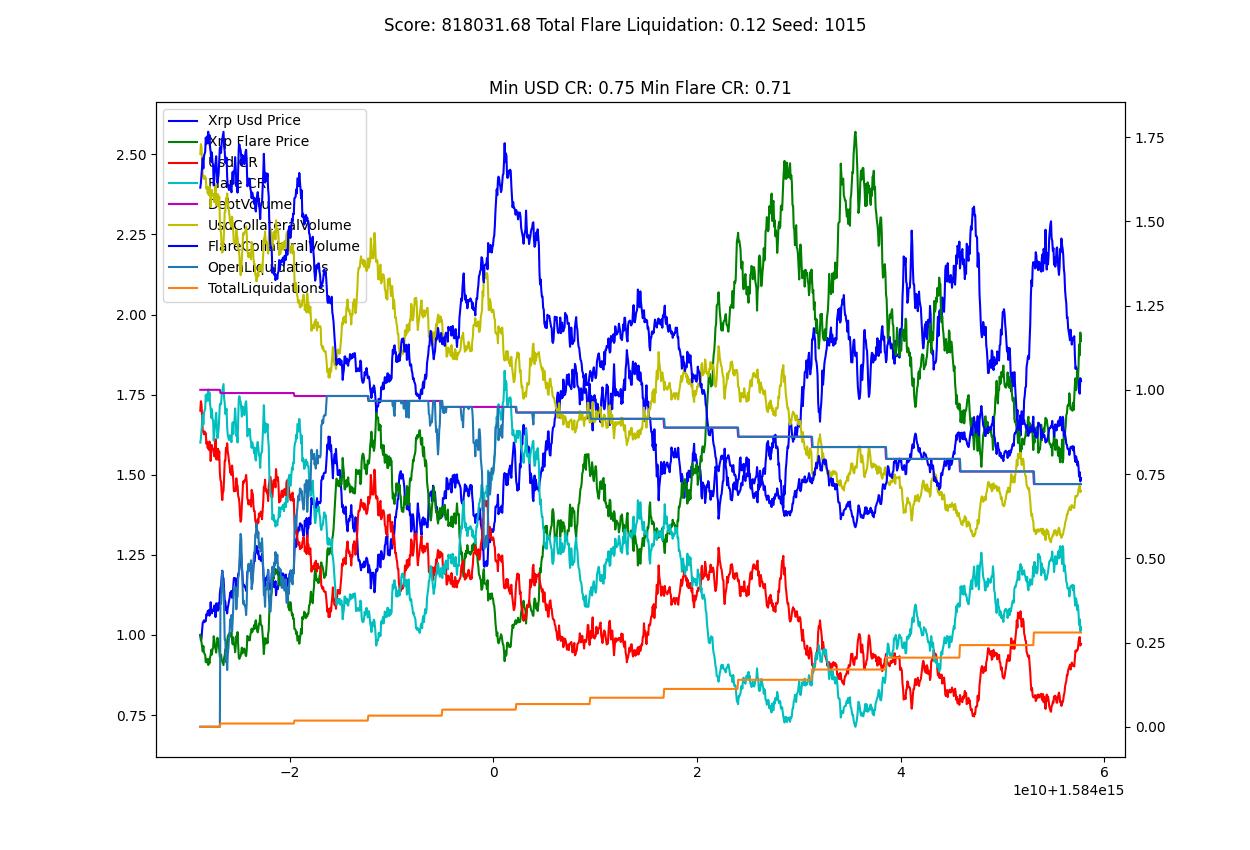 Score: 818031.68 Total Flare Liquidation: 0.12 Seed: 1015
Min USD CR: 0.75 Min Flare CR: 0.71
Xrp Usd Price
Xrp Flare Price
Usd CR
Flare CR
DebtVolume
UsdCollateralVolume
FlareCollateralVolume
OpenLiquidations
TotalLiquidations
2.50
2.25
2.00
1.75
1.50
1.25
1.00
0.75
1.75
1.50
1.25
1.00
0.75
0.50
0.25
0.00
−2
0
2
4
6
1e10+1.584e15